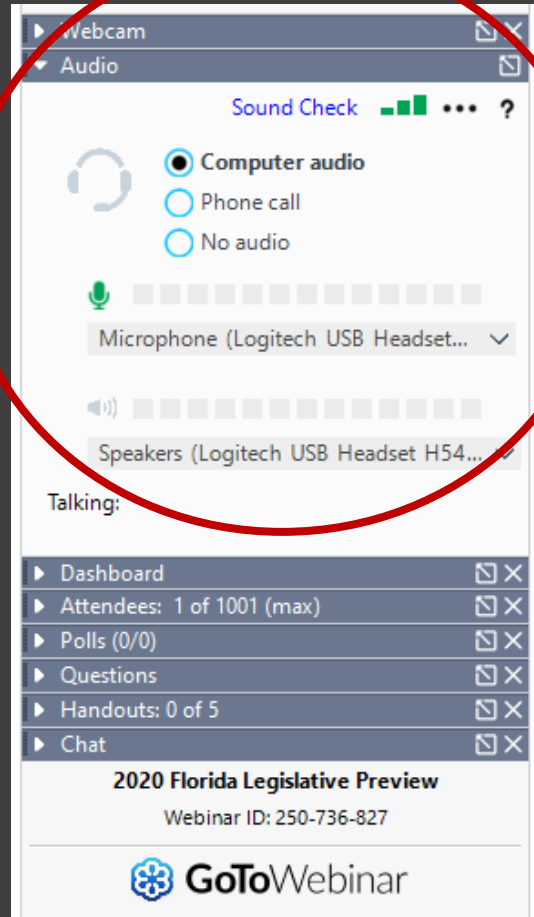 Webcam
Audio
Sound Check ••• ?
Computer audio
Phone call
No audio
Microphone (Logitech USB Headset...
Speakers (Logitech USB Headset H54...
Talking:
Dashboard
Attendees: 1 of 1001 (max)
Polls (0/0)
Questions
Handouts: 0 of 5
Chat
2020 Florida Legislative Preview
Webinar ID: 250-736-827
GoToWebinar